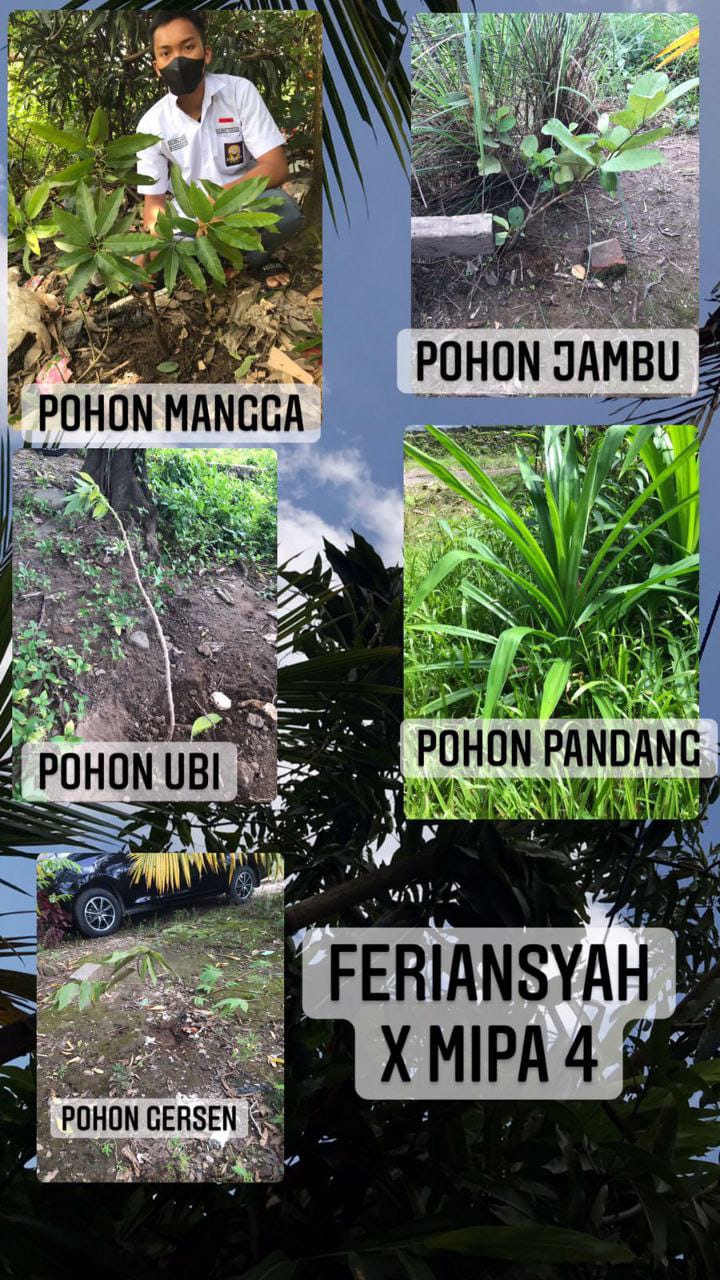 POHON MANGGA
POHON JAMBU
POHON UBI
POHON PANDANG
POHON GERSEN
FERIANSYAH
X MIPA 4